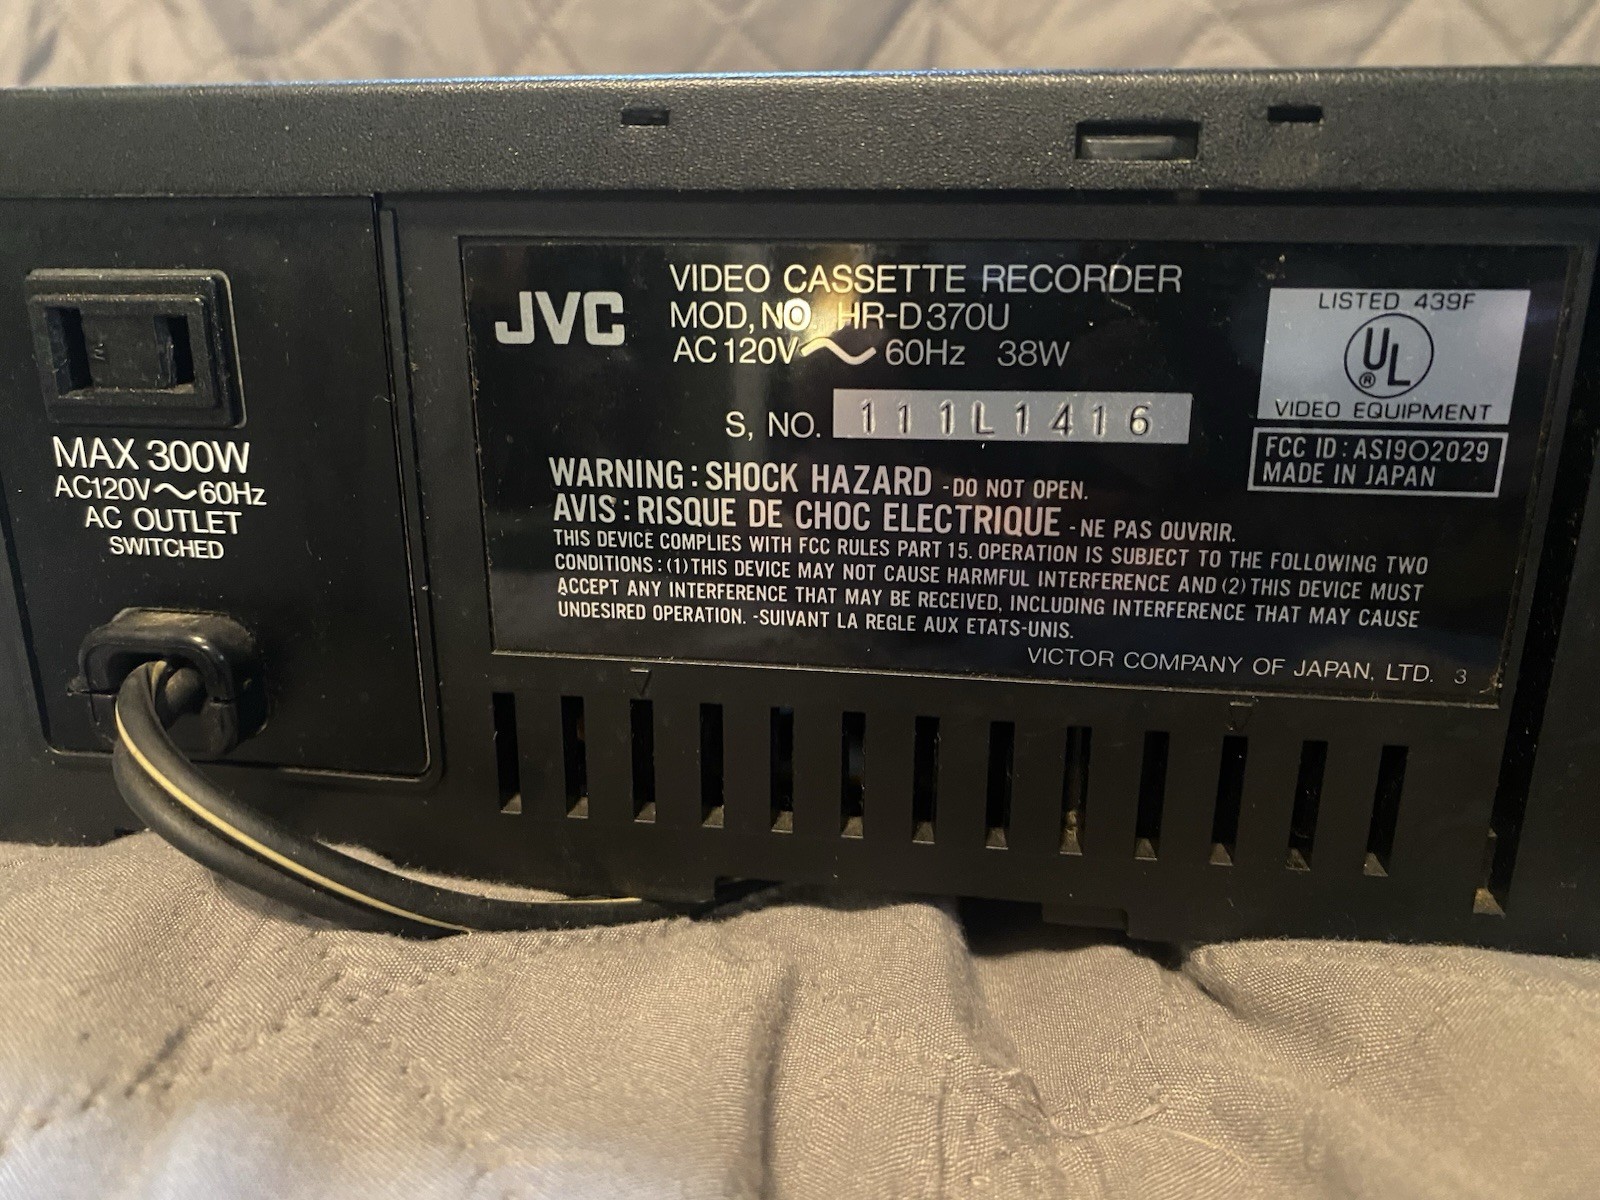 JVC
VIDEO CASSETTE RECORDER
MOD, NO. HR-D370U
AC 120V~60Hz 38W
S, NO. 111L1416
LISTED 439F
UL
®
VIDEO EQUIPMENT
FCC ID: ASI9O2029
MADE IN JAPAN
WARNING: SHOCK HAZARD -DO NOT OPEN.
AVIS: RISQUE DE CHOC ELECTRIQUE -NE PAS OUVRIR.
THIS DEVICE COMPLIES WITH FCC RULES PART 15. OPERATION IS SUBJECT TO THE FOLLOWING TWO
CONDITIONS: (1) THIS DEVICE MAY NOT CAUSE HARMFUL INTERFERENCE AND (2) THIS DEVICE MUST
ACCEPT ANY INTERFERENCE THAT MAY BE RECEIVED, INCLUDING INTERFERENCE THAT MAY CAUSE
UNDESIRED OPERATION. -SUIVANT LA REGLE AUX ETATS-UNIS.
VICTOR COMPANY OF JAPAN, LTD. 3
MAX 300W
AC120V~60Hz
AC OUTLET
SWITCHED